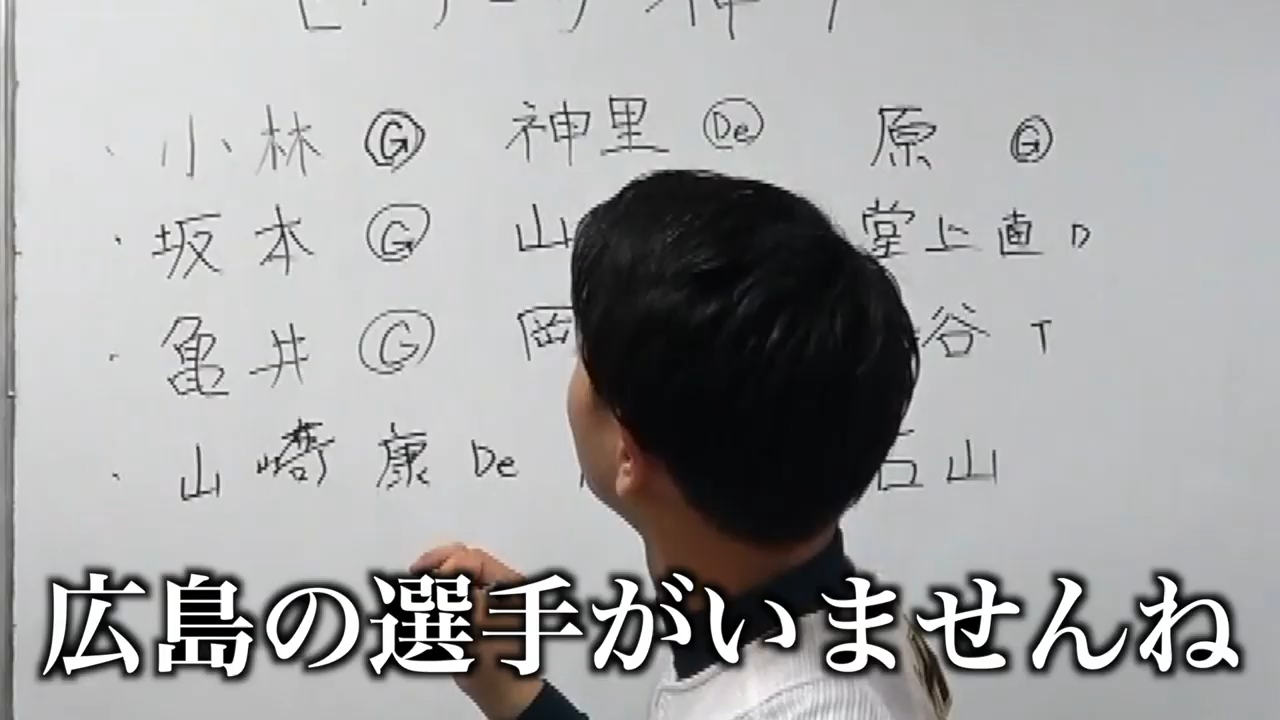 ・小林 Ⓖ 神里 De 原 Ⓖ
・坂本 Ⓖ 山 堂上直 D
・亀井 Ⓖ 岡 谷 T
・山﨑康 De 石山
広島の選手がいませんね